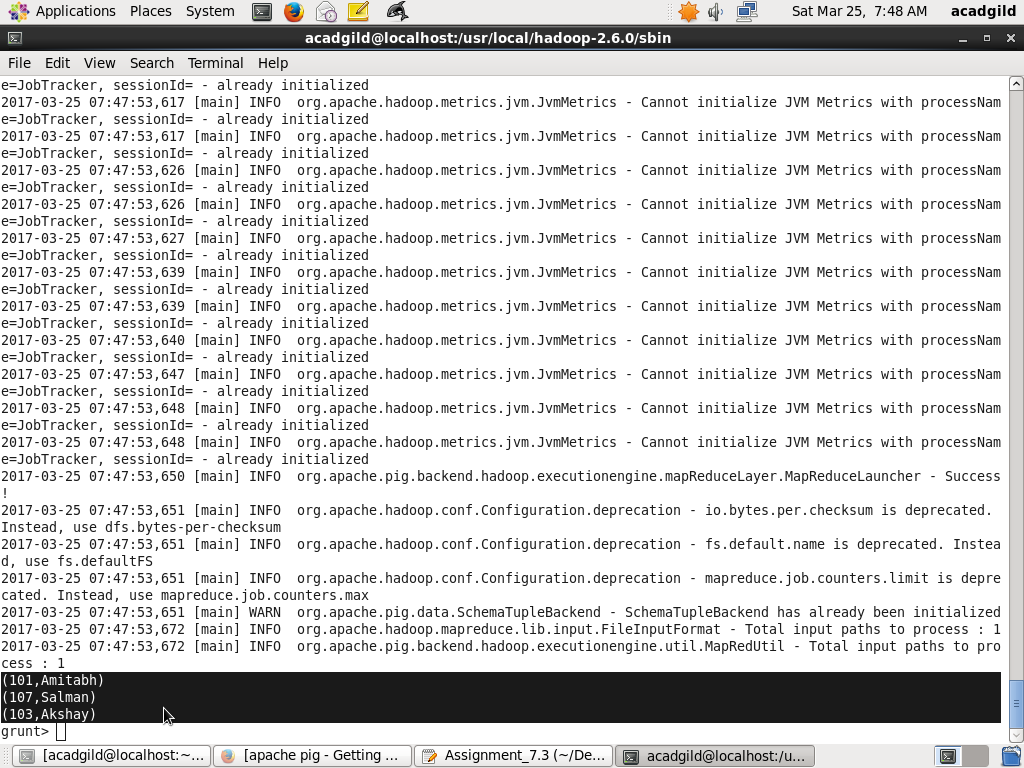 Applications Places System Sat Mar 25, 7:48 AM acadgild
acadgild@localhost:/usr/local/hadoop-2.6.0/sbin
File Edit View Search Terminal Help
e=JobTracker, sessionId= - already initialized
2017-03-25 07:47:53,617 [main] INFO  org.apache.hadoop.metrics.jvm.JvmMetrics - Cannot initialize JVM Metrics with processNam
e=JobTracker, sessionId= - already initialized
2017-03-25 07:47:53,617 [main] INFO  org.apache.hadoop.metrics.jvm.JvmMetrics - Cannot initialize JVM Metrics with processNam
e=JobTracker, sessionId= - already initialized
2017-03-25 07:47:53,626 [main] INFO  org.apache.hadoop.metrics.jvm.JvmMetrics - Cannot initialize JVM Metrics with processNam
e=JobTracker, sessionId= - already initialized
2017-03-25 07:47:53,626 [main] INFO  org.apache.hadoop.metrics.jvm.JvmMetrics - Cannot initialize JVM Metrics with processNam
e=JobTracker, sessionId= - already initialized
2017-03-25 07:47:53,627 [main] INFO  org.apache.hadoop.metrics.jvm.JvmMetrics - Cannot initialize JVM Metrics with processNam
e=JobTracker, sessionId= - already initialized
2017-03-25 07:47:53,639 [main] INFO  org.apache.hadoop.metrics.jvm.JvmMetrics - Cannot initialize JVM Metrics with processNam
e=JobTracker, sessionId= - already initialized
2017-03-25 07:47:53,639 [main] INFO  org.apache.hadoop.metrics.jvm.JvmMetrics - Cannot initialize JVM Metrics with processNam
e=JobTracker, sessionId= - already initialized
2017-03-25 07:47:53,640 [main] INFO  org.apache.hadoop.metrics.jvm.JvmMetrics - Cannot initialize JVM Metrics with processNam
e=JobTracker, sessionId= - already initialized
2017-03-25 07:47:53,647 [main] INFO  org.apache.hadoop.metrics.jvm.JvmMetrics - Cannot initialize JVM Metrics with processNam
e=JobTracker, sessionId= - already initialized
2017-03-25 07:47:53,648 [main] INFO  org.apache.hadoop.metrics.jvm.JvmMetrics - Cannot initialize JVM Metrics with processNam
e=JobTracker, sessionId= - already initialized
2017-03-25 07:47:53,648 [main] INFO  org.apache.hadoop.metrics.jvm.JvmMetrics - Cannot initialize JVM Metrics with processNam
e=JobTracker, sessionId= - already initialized
2017-03-25 07:47:53,650 [main] INFO  org.apache.pig.backend.hadoop.executionengine.mapReduceLayer.MapReduceLauncher - Success
!
2017-03-25 07:47:53,651 [main] INFO  org.apache.hadoop.conf.Configuration.deprecation - io.bytes.per.checksum is deprecated.
Instead, use dfs.bytes-per-checksum
2017-03-25 07:47:53,651 [main] INFO  org.apache.hadoop.conf.Configuration.deprecation - fs.default.name is deprecated. Instea
d, use fs.defaultFS
2017-03-25 07:47:53,651 [main] INFO  org.apache.hadoop.conf.Configuration.deprecation - mapreduce.job.counters.limit is depre
cated. Instead, use mapreduce.job.counters.max
2017-03-25 07:47:53,651 [main] WARN  org.apache.pig.data.SchemaTupleBackend - SchemaTupleBackend has already been initialized
2017-03-25 07:47:53,672 [main] INFO  org.apache.hadoop.mapreduce.lib.input.FileInputFormat - Total input paths to process : 1
2017-03-25 07:47:53,672 [main] INFO  org.apache.pig.backend.hadoop.executionengine.util.MapRedUtil - Total input paths to pro
cess : 1
(101,Amitabh)
(107,Salman)
(103,Akshay)
grunt>
[acadgild@localhost:~... [apache pig - Getting ... Assignment_7.3 (~/De... acadgild@localhost:/u...